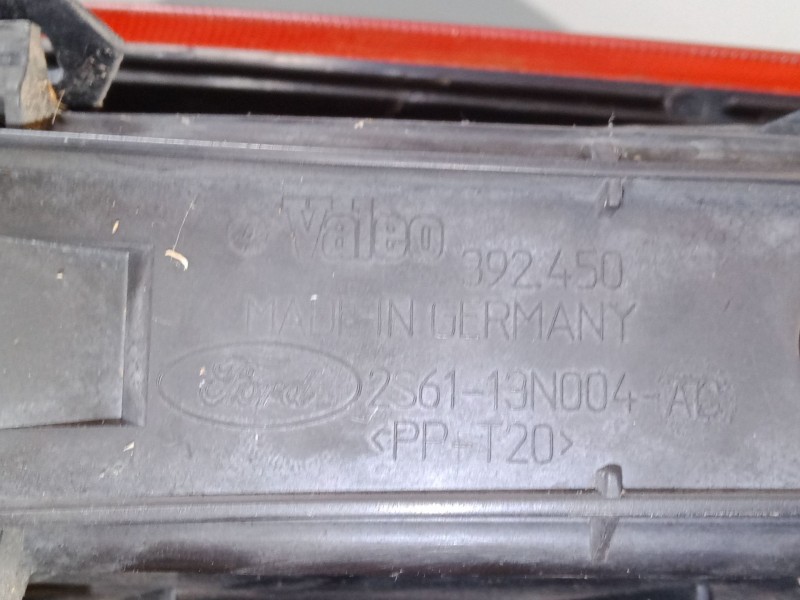 Valeo
392.450
MADE IN GERMANY
Ford 2S61-13N004-AC
<PP-T20>